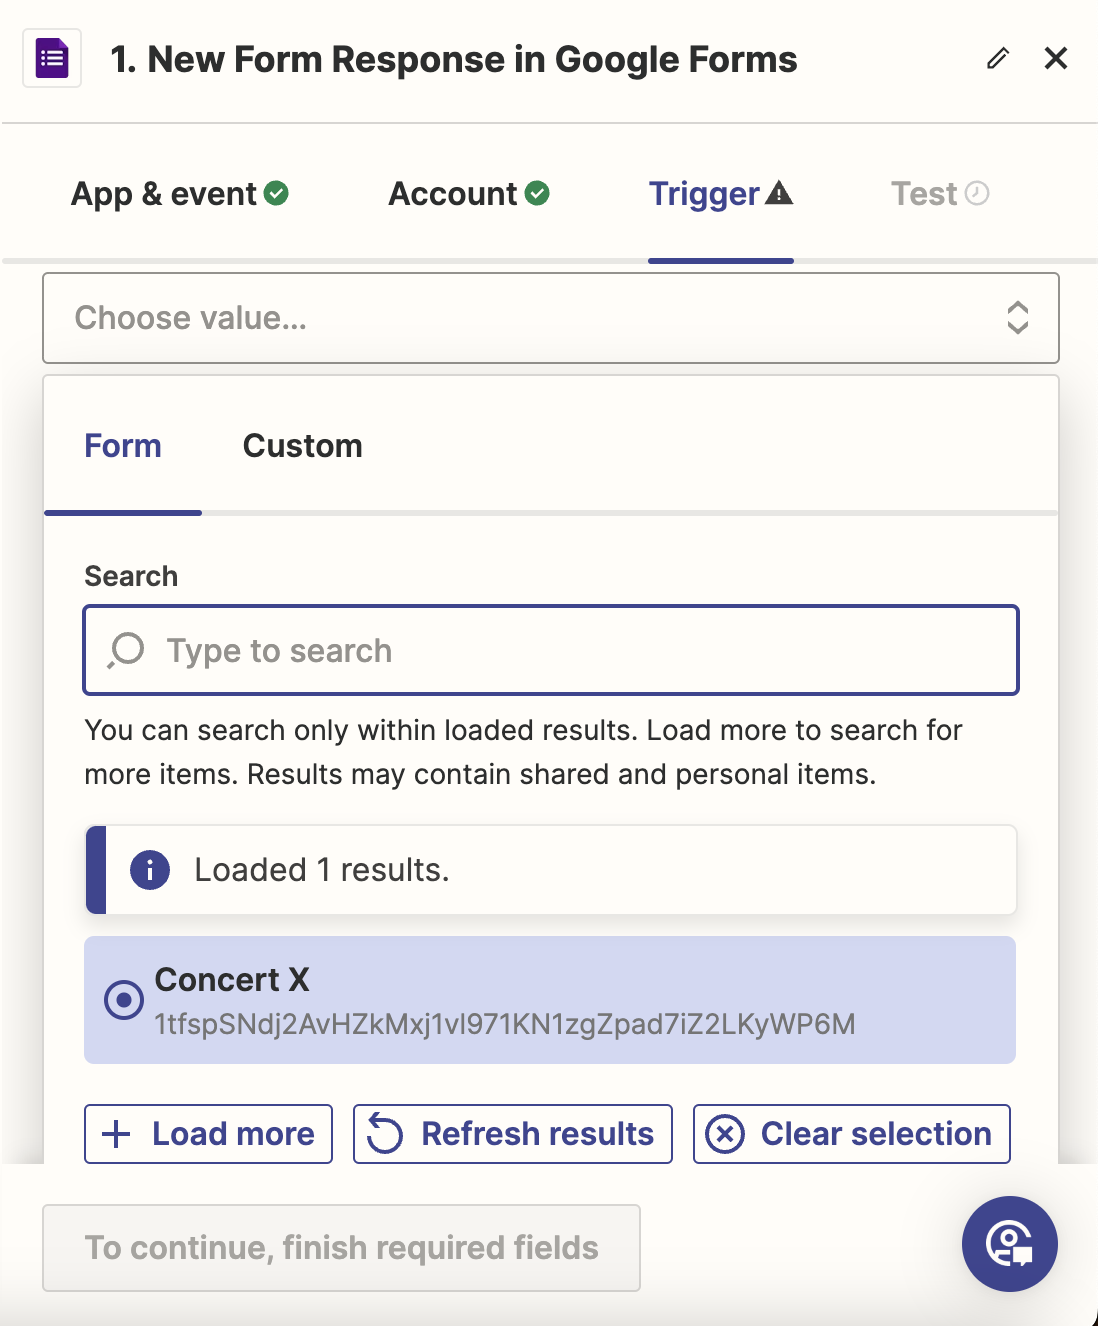 1. New Form Response in Google Forms
App & event
Account
Trigger
Test
Choose value...
Form
Custom
Search
Type to search
You can search only within loaded results. Load more to search for
more items. Results may contain shared and personal items.
Loaded 1 results.
Concert X
1tfspSNdj2AvHZkMxj1vI971KN1zgZpad7iZ2LKyWP6M
Load more
Refresh results
Clear selection
To continue, finish required fields